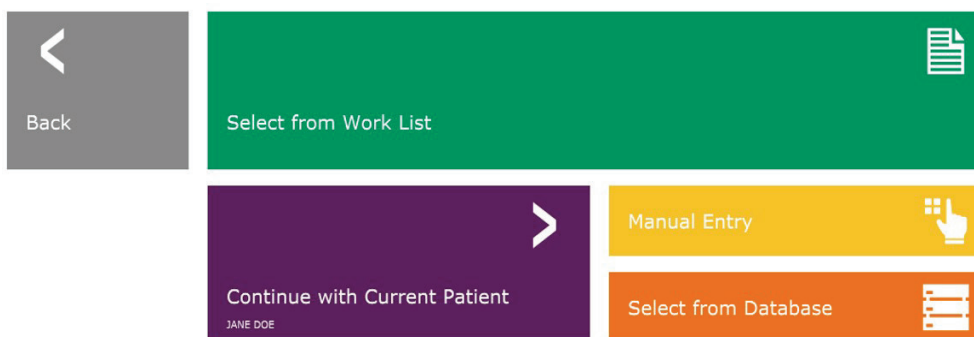 Back
Select from Work List
Continue with Current Patient
JANE DOE
Manual Entry
Select from Database